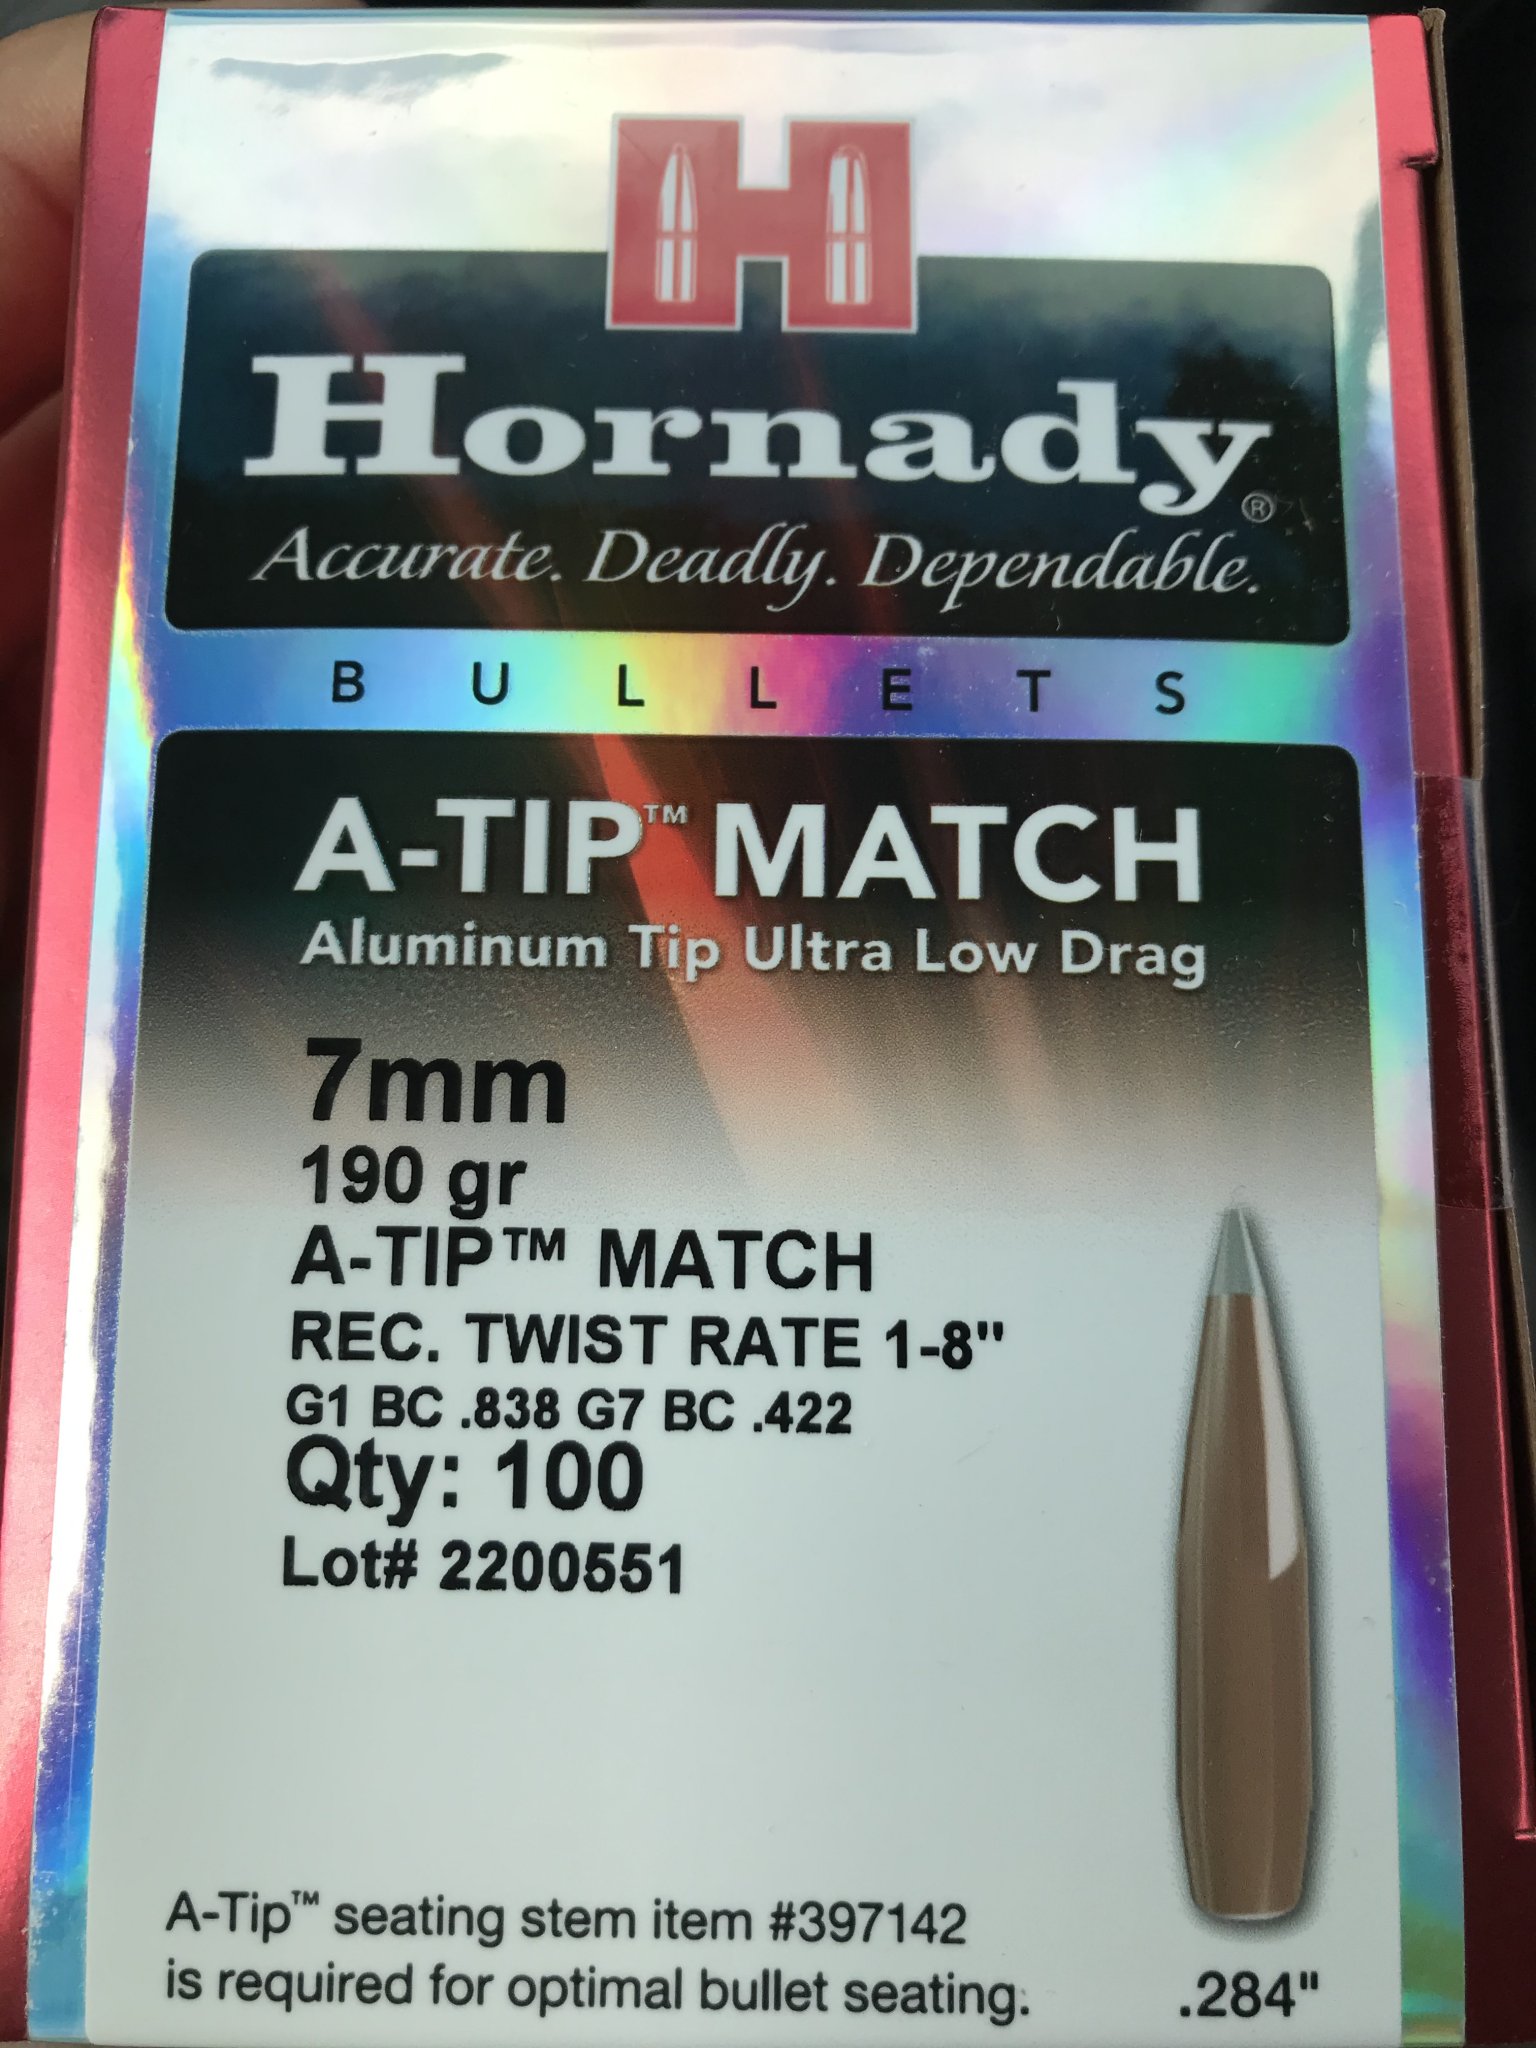 H
Hornady®
Accurate. Deadly. Dependable.
BULLETS
A-TIP™ MATCH
Aluminum Tip Ultra Low Drag
7mm
190 gr
A-TIP™ MATCH
REC. TWIST RATE 1-8"
G1 BC .838 G7 BC .422
Qty: 100
Lot# 2200551
A-Tip™ seating stem item #397142
is required for optimal bullet seating.
.284"